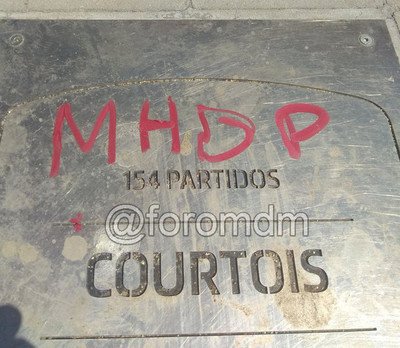 MHDP
154 PARTIDOS
@foromdm
COURTOIS